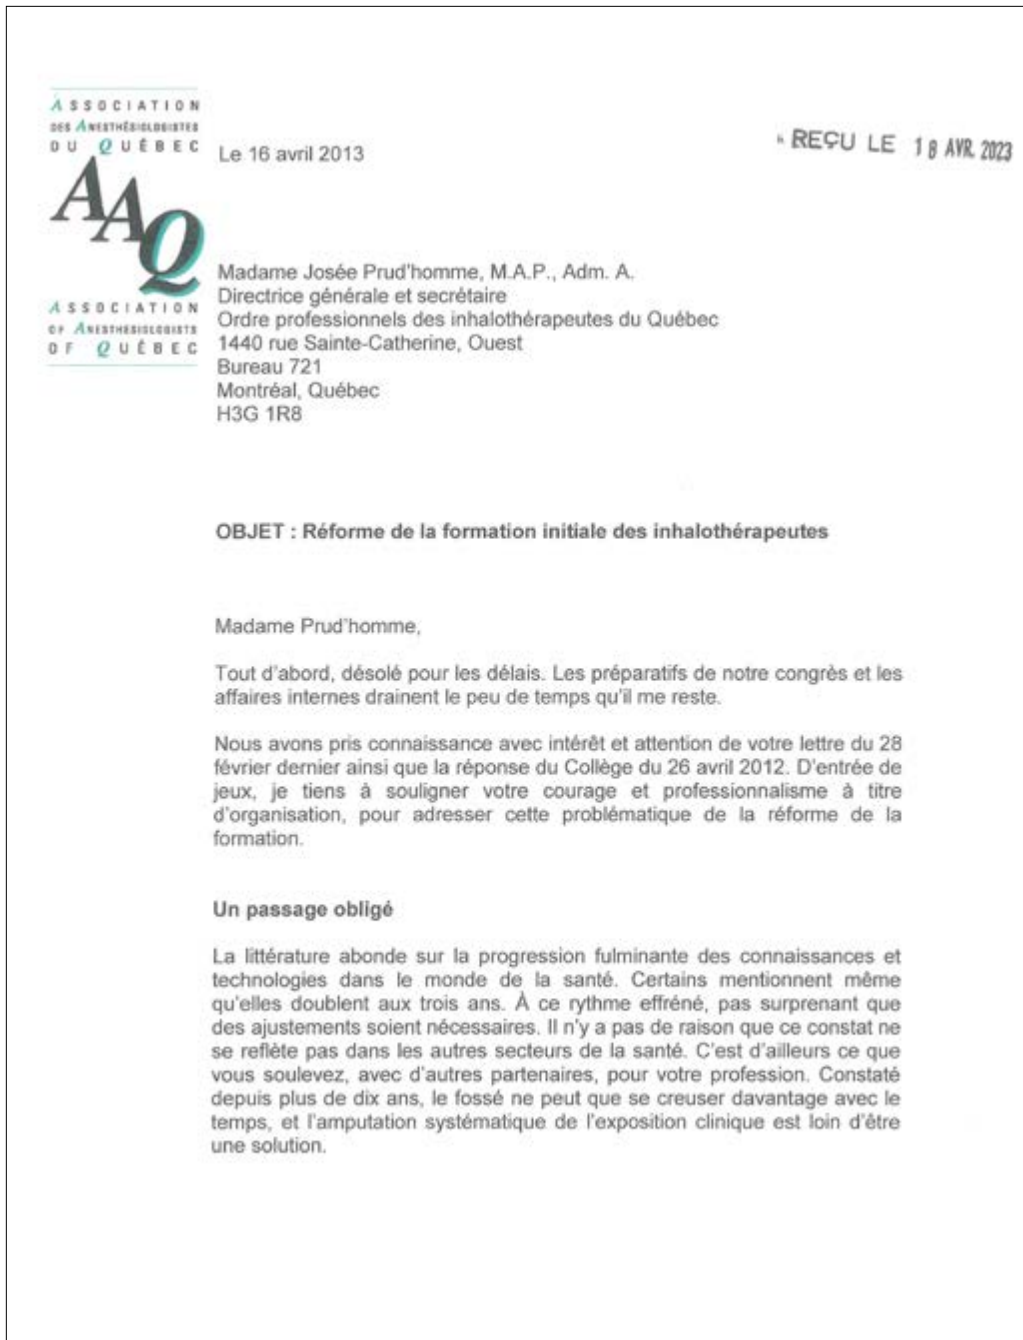 ASSOCIATION
DES ANESTHÉSIOLOGISTES
DU QUÉBEC
AAQ
ASSOCIATION
OF ANESTHESIOLOGISTS
OF QUÉBEC
Le 16 avril 2013
REÇU LE 18 AVR. 2023
Madame Josée Prud'homme, M.A.P., Adm. A.
Directrice générale et secrétaire
Ordre professionnels des inhalothérapeutes du Québec
1440 rue Sainte-Catherine, Ouest
Bureau 721
Montréal, Québec
H3G 1R8
OBJET : Réforme de la formation initiale des inhalothérapeutes
Madame Prud'homme,
Tout d'abord, désolé pour les délais. Les préparatifs de notre congrès et les
affaires internes drainent le peu de temps qu'il me reste.
Nous avons pris connaissance avec intérêt et attention de votre lettre du 28
février dernier ainsi que la réponse du Collège du 26 avril 2012. D'entrée de
jeux, je tiens à souligner votre courage et professionnalisme à titre
d'organisation, pour adresser cette problématique de la réforme de la
formation.
Un passage obligé
La littérature abonde sur la progression fulminante des connaissances et
technologies dans le monde de la santé. Certains mentionnent même
qu'elles doublent aux trois ans. À ce rythme effréné, pas surprenant que
des ajustements soient nécessaires. Il n'y a pas de raison que ce constat ne
se reflète pas dans les autres secteurs de la santé. C'est d'ailleurs ce que
vous soulevez, avec d'autres partenaires, pour votre profession. Constaté
depuis plus de dix ans, le fossé ne peut que se creuser davantage avec le
temps, et l'amputation systématique de l'exposition clinique est loin d'être
une solution.